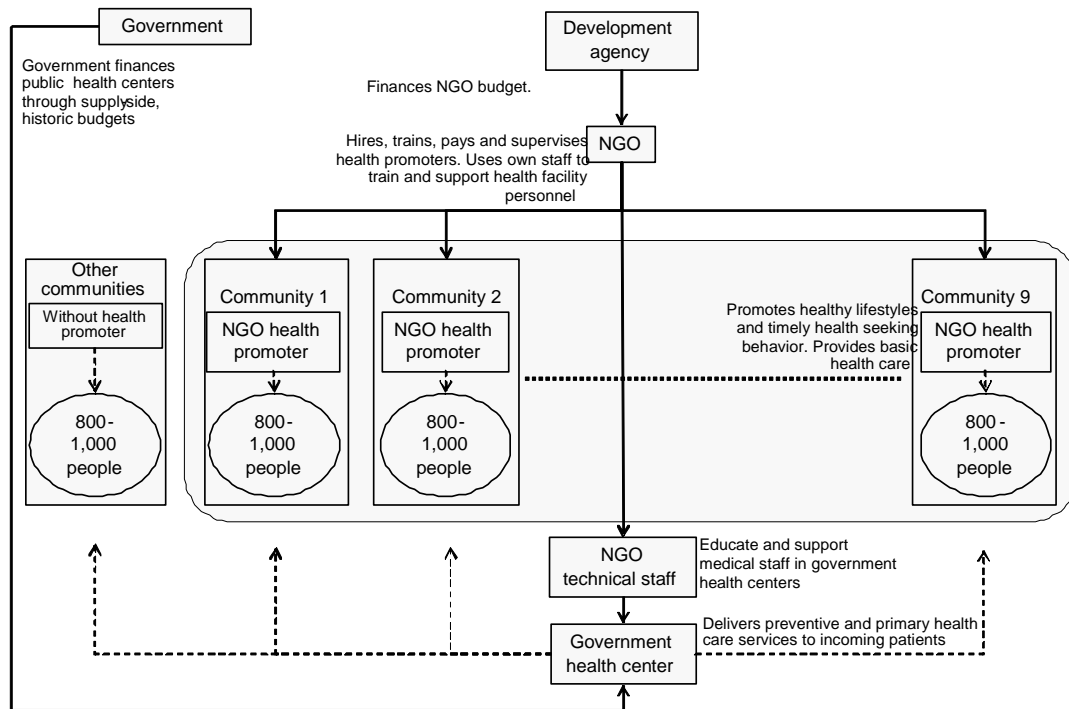 Government
Government finances
public health centers
through supplyside,
historic budgets
Development
agency
Finances NGO budget.
NGO
Hires, trains, pays and supervises
health promoters. Uses own staff to
train and support health facility
personnel
Other
communities
Without health
promoter
800-
1,000
people
Community 1
NGO health
promoter
800-
1,000
people
Community 2
NGO health
promoter
800-
1,000
people
Promotes healthy lifestyles
and timely health seeking
behavior. Provides basic
health care
Community 9
NGO health
promoter
800-
1,000
people
NGO
technical staff
Educate and support
medical staff in government
health centers
Government
health center
Delivers preventive and primary health
care services to incoming patients